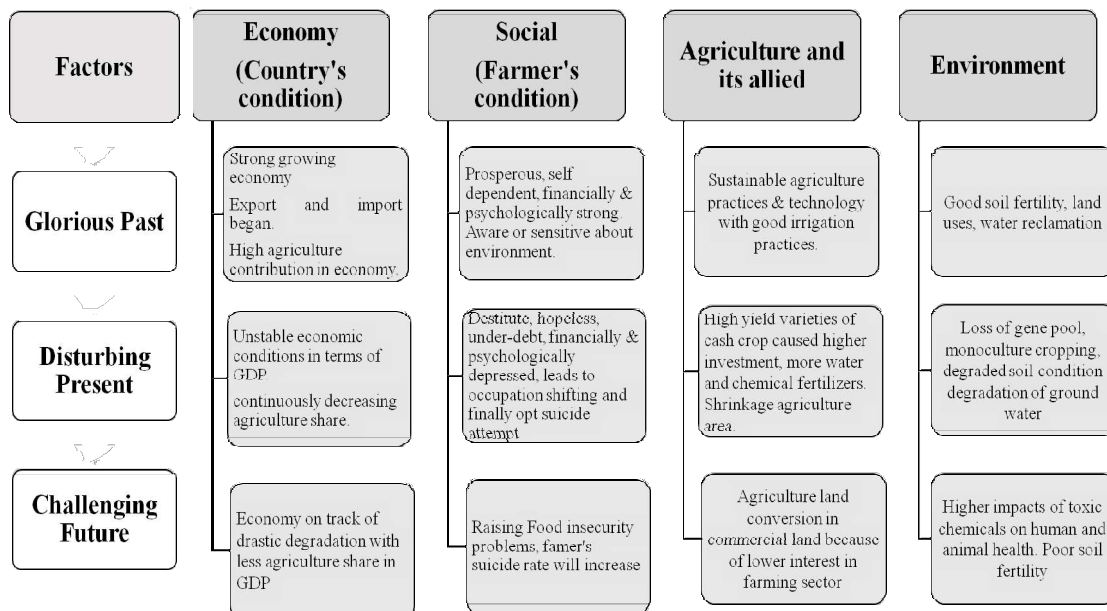 Factors
Economy
(Country's
condition)
Social
(Farmer's
condition)
Agriculture and
its allied
Environment
Glorious Past
Strong growing
economy
Export and import
began.
High agriculture
contribution in economy.
Prosperous, self
dependent, financially &
psychologically strong.
Aware or sensitive about
environment.
Sustainable agriculture
practices & technology
with good irrigation
practices.
Good soil fertility, land
uses, water reclamation
Disturbing
Present
Unstable economic
conditions in terms of
GDP.
continuously decreasing
agriculture share.
Destitute, hopeless,
under-debt, financially &
psychologically
depressed, leads to
occupation shifting and
finally opt suicide
attempt
High yield varieties of
cash crop caused higher
investment, more water
and chemical fertilizers.
Shrinkage agriculture
area.
Loss of gene pool,
monoculture cropping,
degraded soil condition
degradation of ground
water
Challenging
Future
Economy on track of
drastic degradation with
less agriculture share in
GDP
Raising Food insecurity
problems, famer's
suicide rate will increase
Agriculture land
conversion in
commercial land because
of lower interest in
farming sector
Higher impacts of toxic
chemicals on human and
animal health. Poor soil
fertility